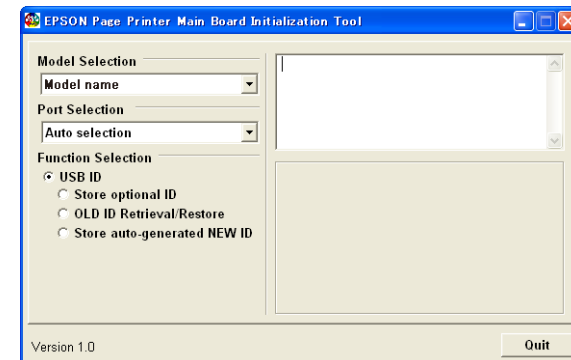 EPSON Page Printer Main Board Initialization Tool
Model Selection
Model name
Port Selection
Auto selection
Function Selection
USB ID
Store optional ID
OLD ID Retrieval/Restore
Store auto-generated NEW ID
Version 1.0
Quit